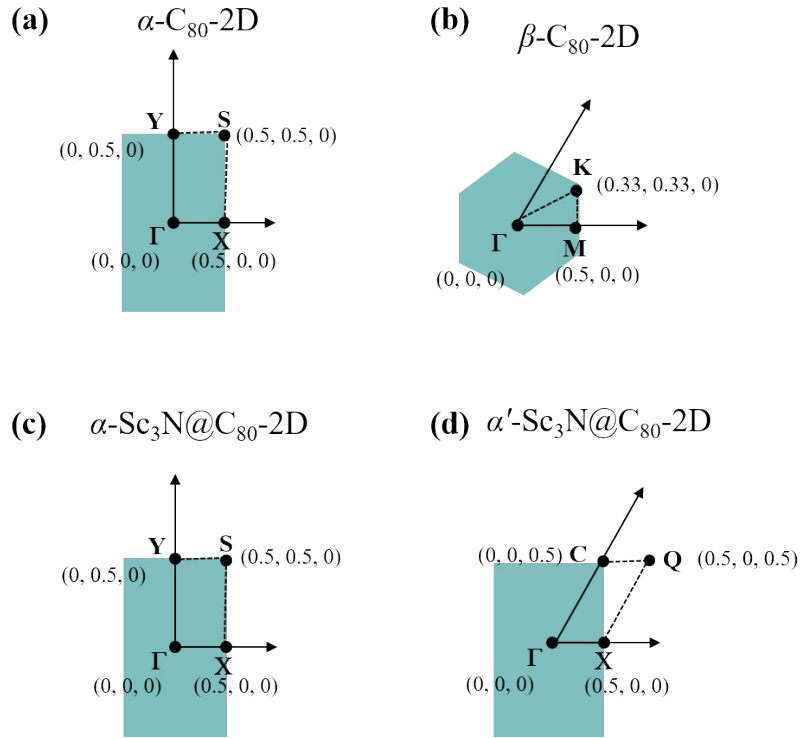 (a) α-C₈₀-2D
Y S (0.5, 0.5, 0)
(0, 0.5, 0)
Γ X
(0, 0, 0) (0.5, 0, 0)
(b) β-C₈₀-2D
K (0.33, 0.33, 0)
Γ M
(0, 0, 0) (0.5, 0, 0)
(c) α-Sc₃N@C₈₀-2D
Y S (0.5, 0.5, 0)
(0, 0.5, 0)
Γ X
(0, 0, 0) (0.5, 0, 0)
(d) α′-Sc₃N@C₈₀-2D
(0, 0, 0.5) C Q (0.5, 0, 0.5)
Γ X
(0, 0, 0) (0.5, 0, 0)